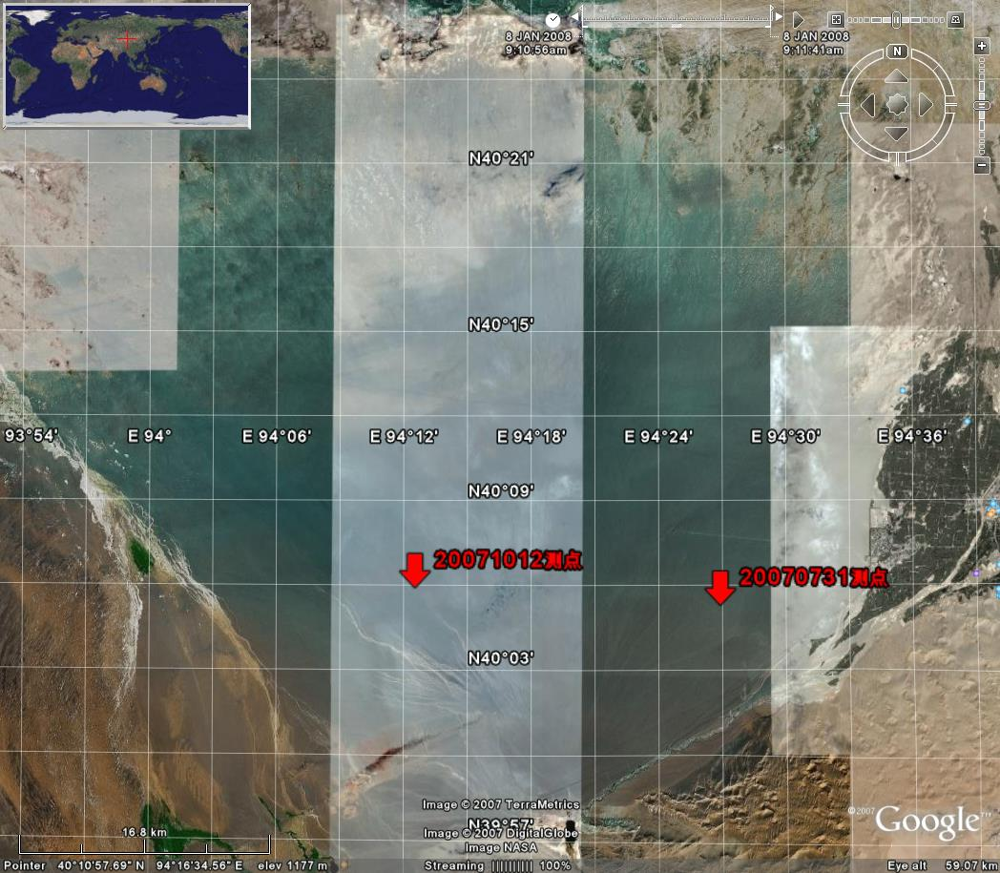 8 JAN 2008
9:10:56am
8 JAN 2008
9:11:41am
N
N40°21'
N40°15'
93°54'
E 94°
E 94°06'
E 94°12'
E 94°18'
E 94°24'
E 94°30'
E 94°36'
N40°09'
20071012测点
20070731测点
N40°03'
Image © 2007 TerraMetrics
N39°57'
Image © 2007 DigitalGlobe
Image NASA
©2007 Google™
16.8 km
Pointer 40°10'57.69" N 94°16'34.56" E elev 1177 m
Streaming |||||||||| 100%
Eye alt 59.07 km